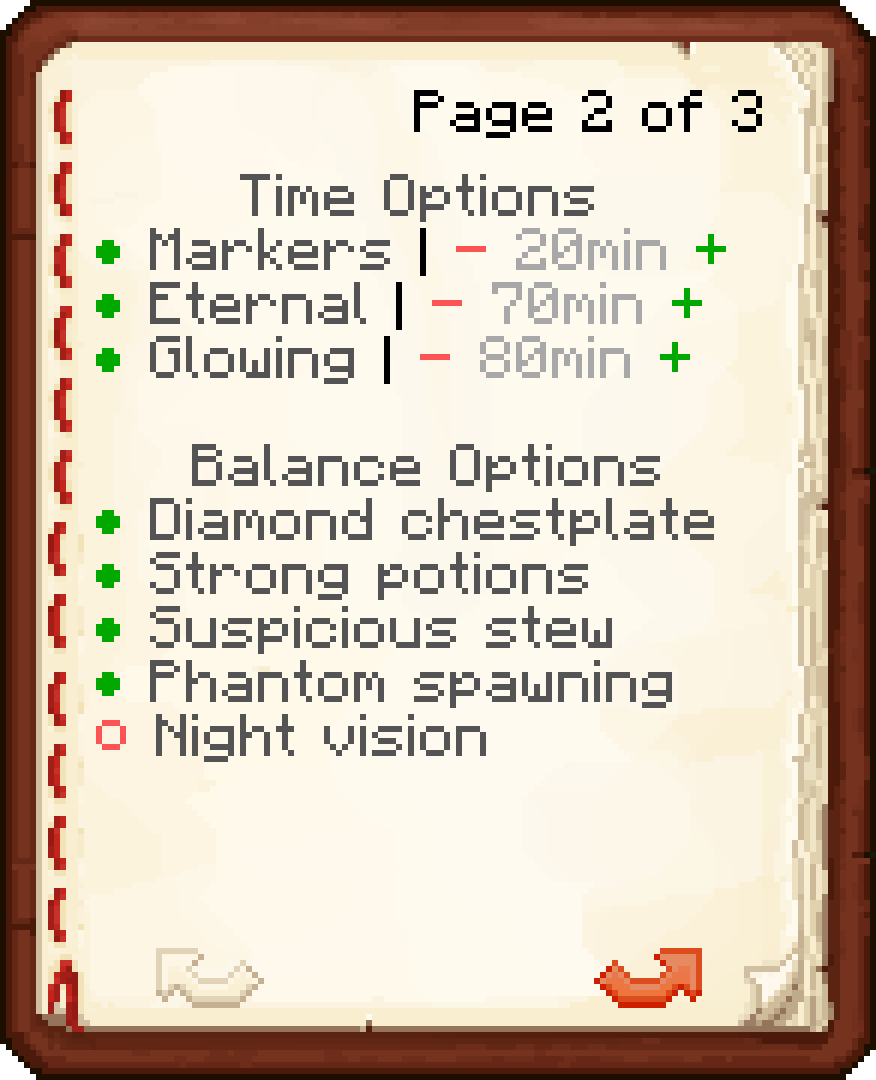 Page 2 of 3
Time Options
● Markers | - 20min +
● Eternal | - 70min +
● Glowing | - 80min +
Balance Options
● Diamond chestplate
● Strong potions
● Suspicious stew
● Phantom spawning
○ Night vision